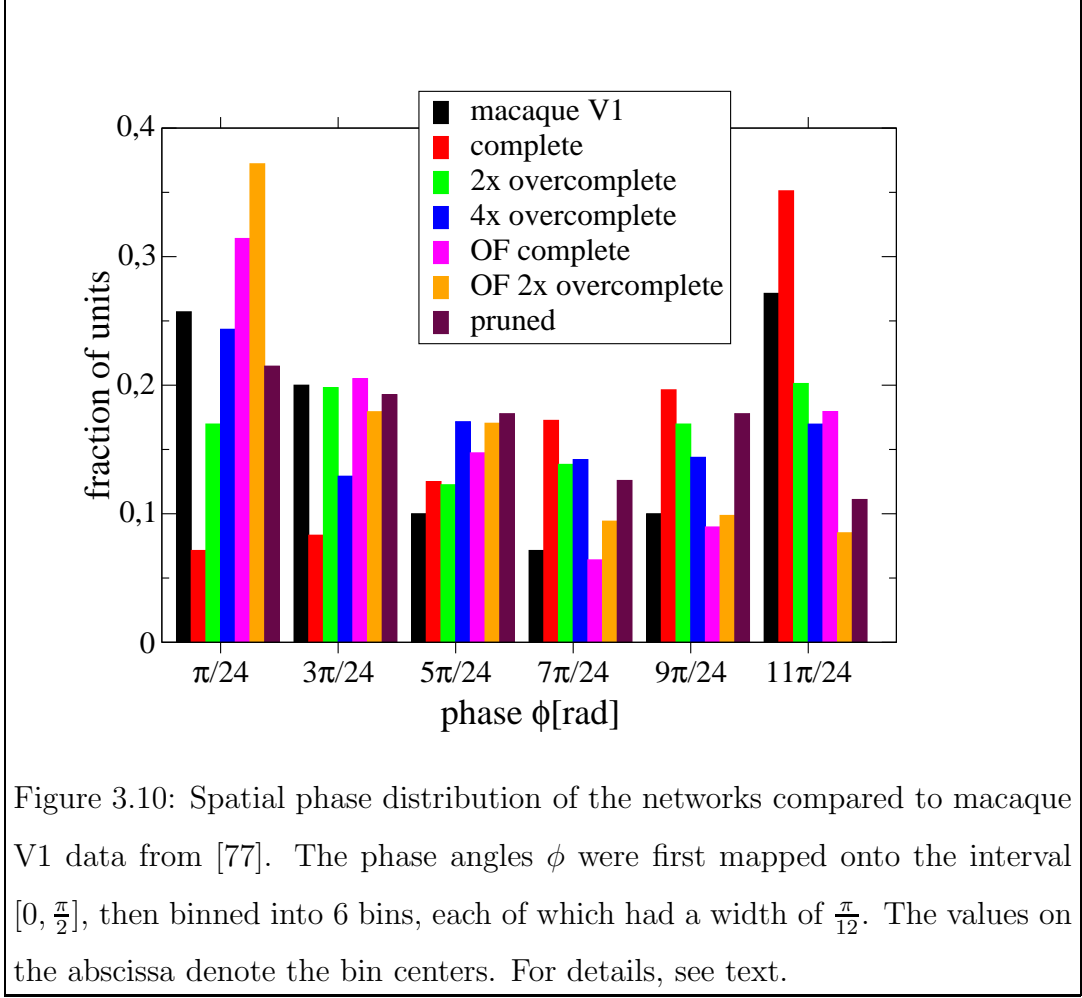 macaque V1
complete
2x overcomplete
4x overcomplete
OF complete
OF 2x overcomplete
pruned
0,4
0,3
0,2
0,1
0
fraction of units
π/24 3π/24 5π/24 7π/24 9π/24 11π/24
phase ϕ[rad]
Figure 3.10: Spatial phase distribution of the networks compared to macaque
V1 data from [77]. The phase angles ϕ were first mapped onto the interval
[0, π/2], then binned into 6 bins, each of which had a width of π/12. The values on
the abscissa denote the bin centers. For details, see text.